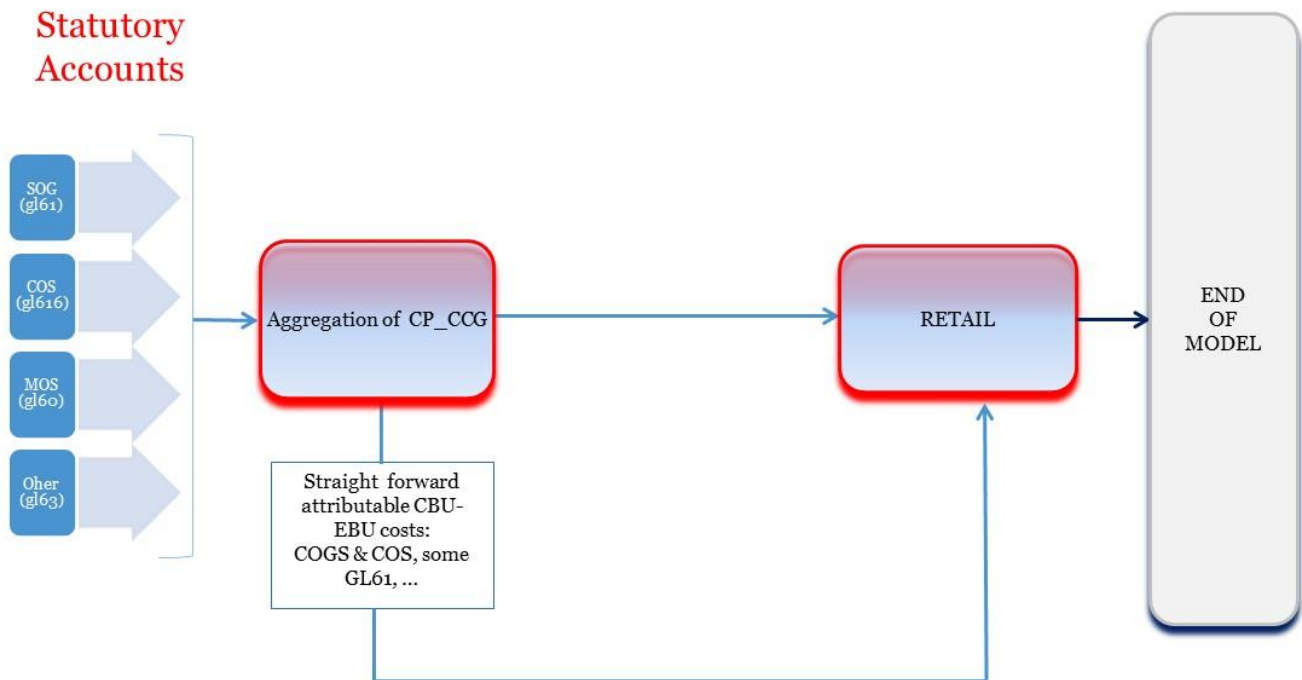 Statutory
Accounts
SOG
(gl61)
COS
(gl616)
MOS
(gl60)
Oher
(gl63)
Aggregation of CP_CCG
Straight forward
attributable CBU-
EBU costs:
COGS & COS, some
GL61, ...
RETAIL
END
OF
MODEL